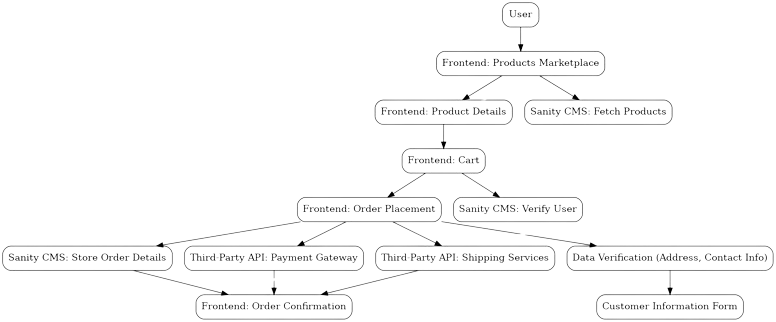 User
Frontend: Products Marketplace
Frontend: Product Details
Sanity CMS: Fetch Products
Frontend: Cart
Frontend: Order Placement
Sanity CMS: Verify User
Sanity CMS: Store Order Details
Third-Party API: Payment Gateway
Third-Party API: Shipping Services
Data Verification (Address, Contact Info)
Frontend: Order Confirmation
Customer Information Form